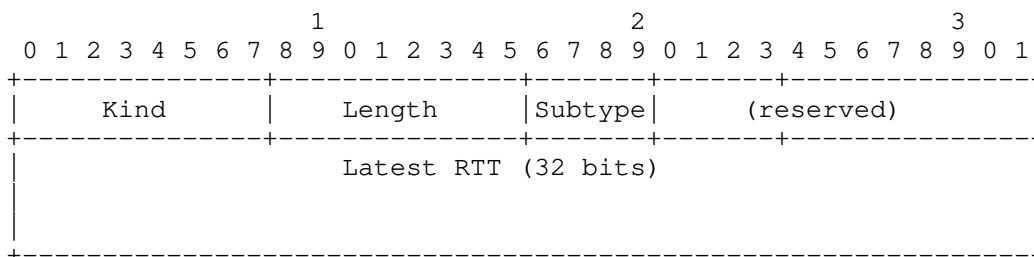 1 2 3
0 1 2 3 4 5 6 7 8 9 0 1 2 3 4 5 6 7 8 9 0 1 2 3 4 5 6 7 8 9 0 1
+---------------+---------------+-------+-------+---------------
| Kind | Length |Subtype| (reserved)
+---------------+---------------+-------+-------+---------------
| Latest RTT (32 bits)
|
|
+---------------------------------------------------------------